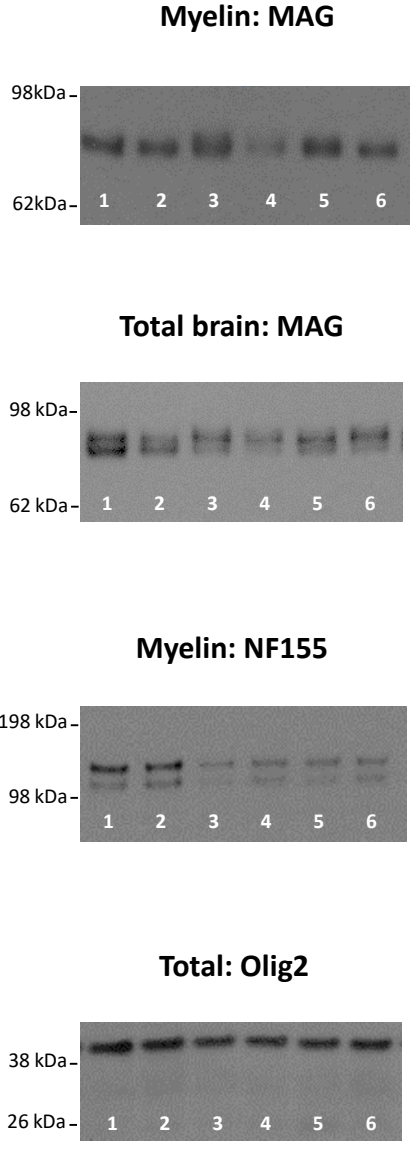 Myelin: MAG
98kDa
62kDa
1 2 3 4 5 6
Total brain: MAG
98 kDa
62 kDa
1 2 3 4 5 6
Myelin: NF155
198 kDa
98 kDa
1 2 3 4 5 6
Total: Olig2
38 kDa
26 kDa
1 2 3 4 5 6